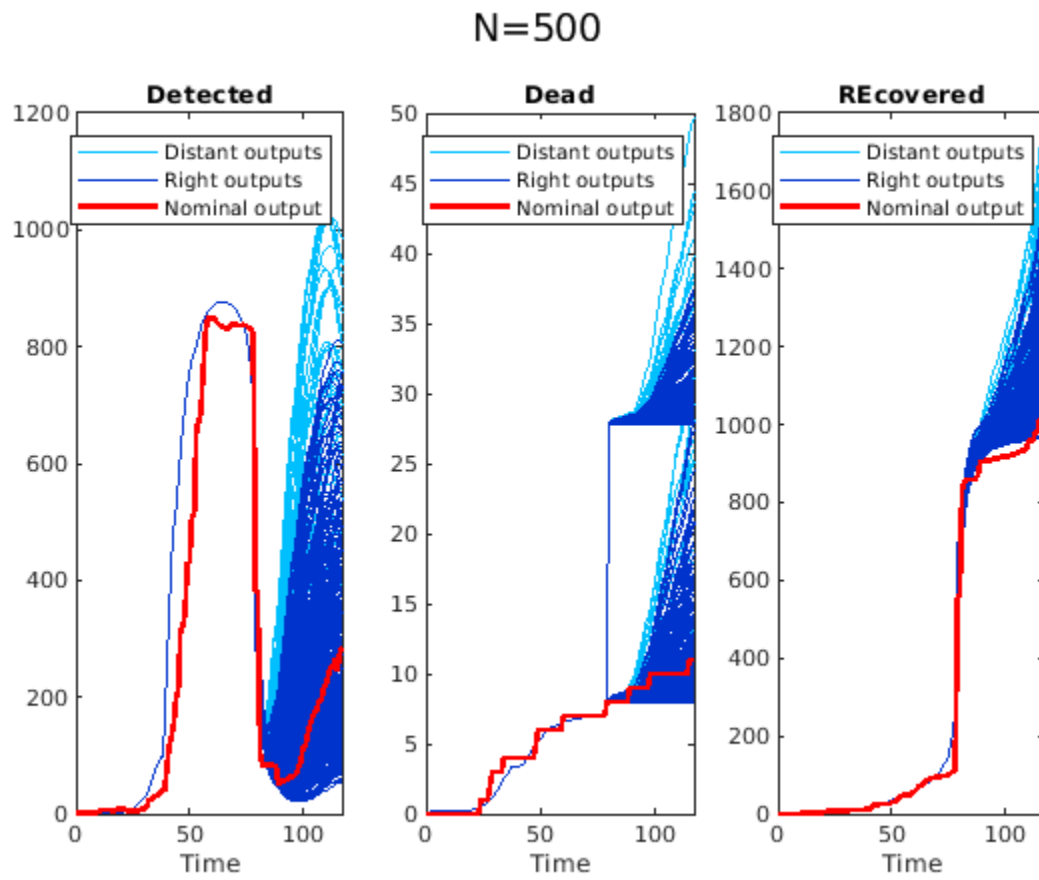 N=500
Detected
1200
1000
800
600
400
200
0
0
50
100
Time
Distant outputs
Right outputs
Nominal output
Dead
50
45
40
35
30
25
20
15
10
5
0
0
50
100
Time
Distant outputs
Right outputs
Nominal output
REcovered
1800
1600
1400
1200
1000
800
600
400
200
0
0
50
100
Time
Distant outputs
Right outputs
Nominal output